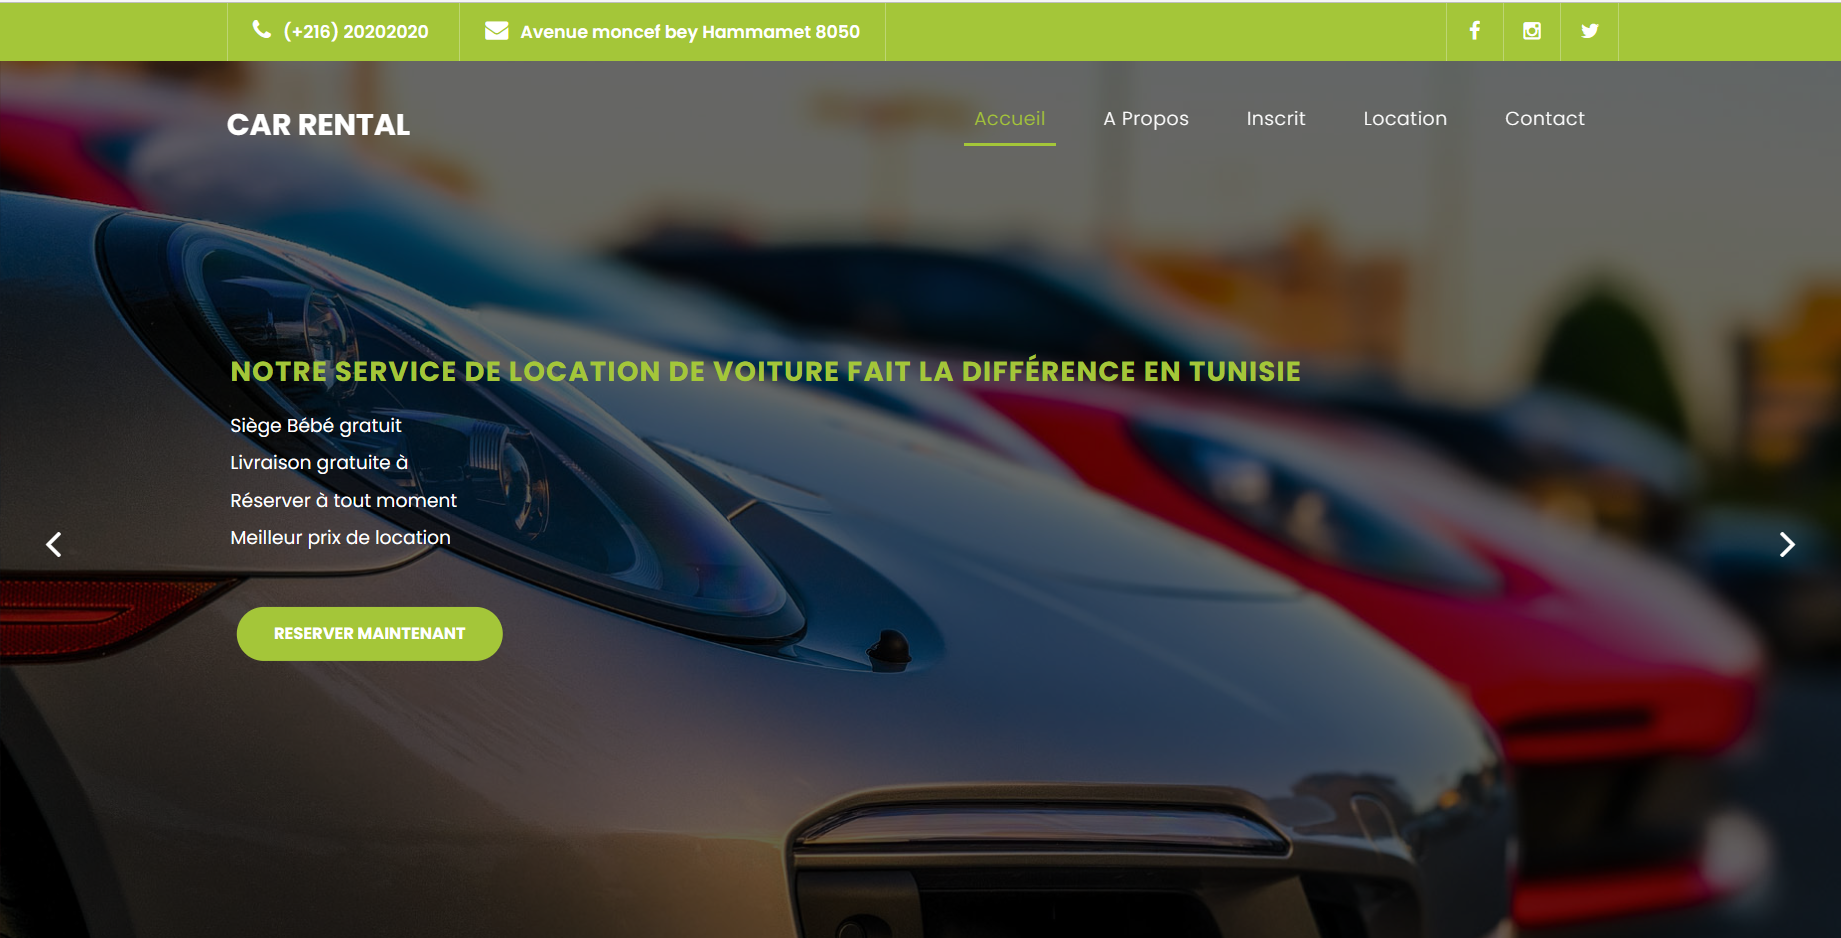 (+216) 20202020
Avenue moncef bey Hammamet 8050
CAR RENTAL
Accueil
A Propos
Inscrit
Location
Contact
NOTRE SERVICE DE LOCATION DE VOITURE FAIT LA DIFFÉRENCE EN TUNISIE
Siège Bébé gratuit
Livraison gratuite à
Réserver à tout moment
Meilleur prix de location
RESERVER MAINTENANT